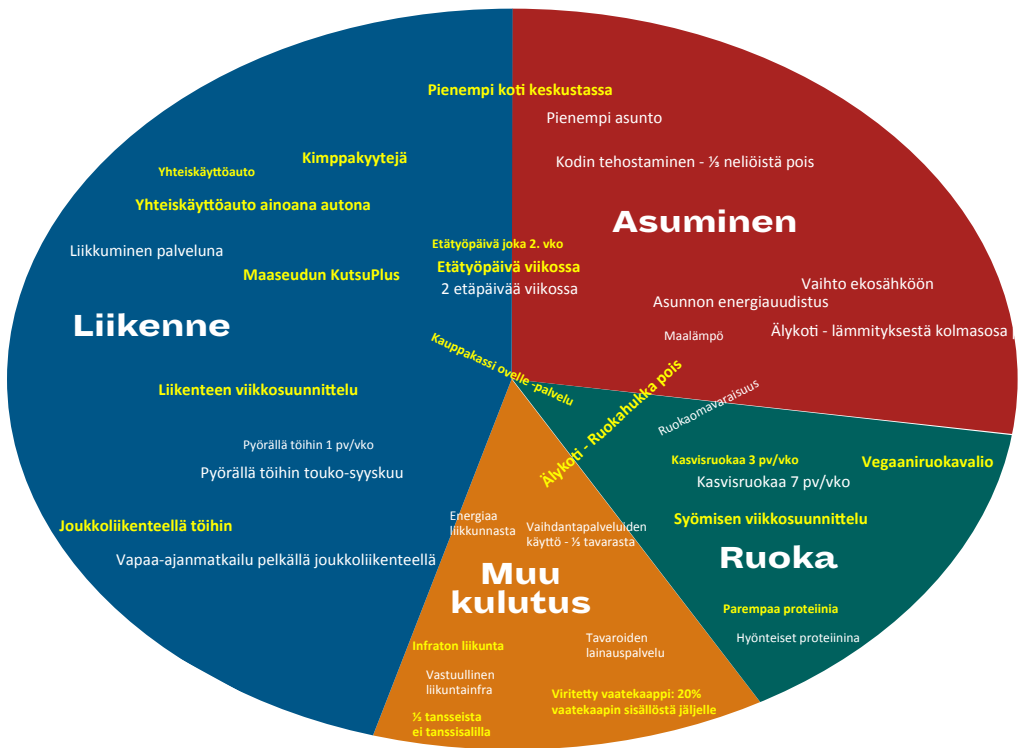 Pienempi koti keskustassa
Pienempi asunto
Kimppakyytejä
Kodin tehostaminen - ⅓ neliöistä pois
Yhteiskäyttöauto
Yhteiskäyttöauto ainoana autona
Asuminen
Liikkuminen palveluna
Etätyöpäivä joka 2. vko
Etätyöpäivä viikossa
2 etäpäivää viikossa
Maaseudun KutsuPlus
Vaihto ekosähköön
Asunnon energiauudistus
Liikenne
Maalämpö
Älykoti - lämmityksestä kolmasosa
Kauppakassi ovelle -palvelu
Liikenteen viikkosuunnittelu
Älykoti - Ruokahukka pois
Ruokaomavaraisuus
Pyörällä töihin 1 pv/vko
Pyörällä töihin touko-syyskuu
Kasvisruokaa 3 pv/vko
Vegaaniruokavalio
Kasvisruokaa 7 pv/vko
Joukkoliikenteellä töihin
Energiaa
liikkunnasta
Vaihdantapalveluiden
käyttö - ⅓ tavarasta
Syömisen viikkosuunnittelu
Vapaa-ajanmatkailu pelkällä joukkoliikenteellä
Ruoka
Muu
kulutus
Parempaa proteiinia
Hyönteiset proteiinina
Infraton liikunta
Tavaroiden
lainauspalvelu
Vastuullinen
liikuntainfra
Viritetty vaatekaappi: 20%
vaatekaapin sisällöstä jäljelle
⅓ tansseista
ei tanssisalilla